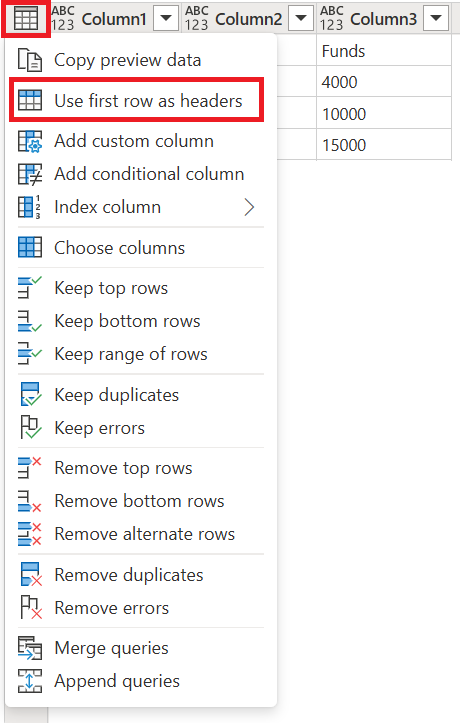 ABC 123 Column1 ABC 123 Column2 ABC 123 Column3
Copy preview data
Funds
Use first row as headers
4000
10000
Add custom column
15000
Add conditional column
Index column
Choose columns
Keep top rows
Keep bottom rows
Keep range of rows
Keep duplicates
Keep errors
Remove top rows
Remove bottom rows
Remove alternate rows
Remove duplicates
Remove errors
Merge queries
Append queries